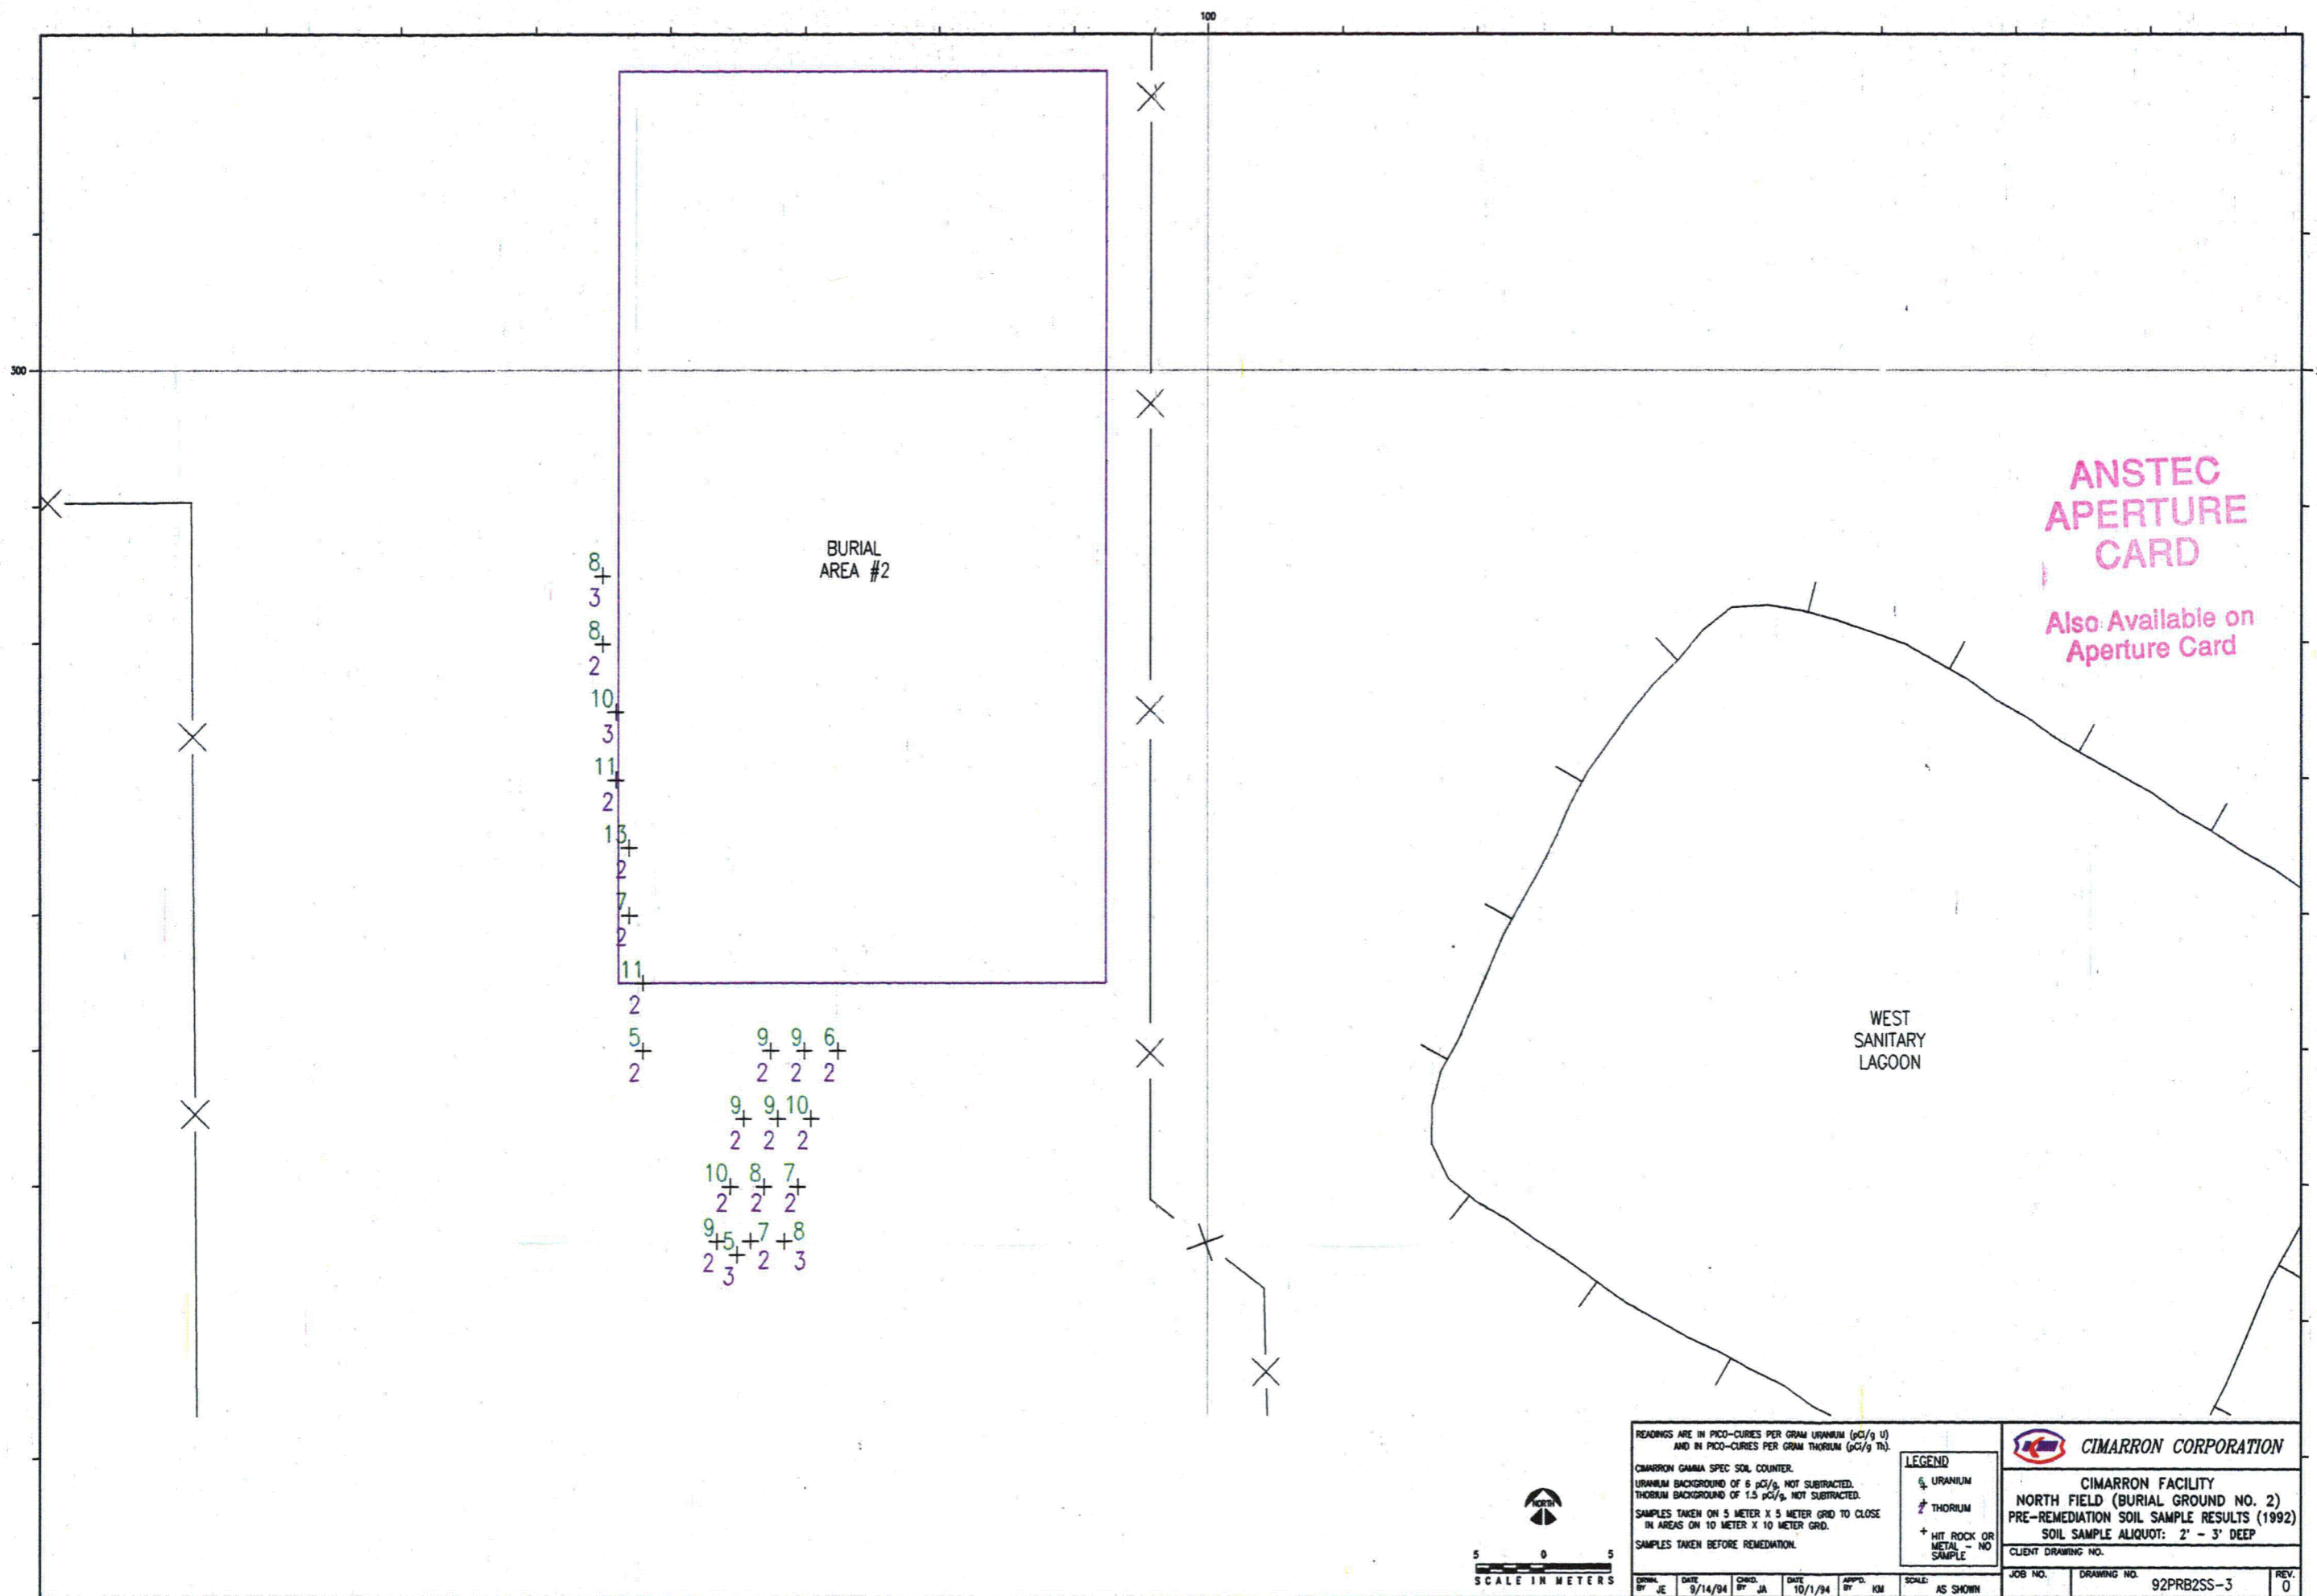 100
300
BURIAL
AREA #2
ANSTEC
APERTURE
CARD
Also Available on
Aperture Card
8
3
8
2
10
3
11
2
13
2
7
2
11
2
5 9 9 6
2 2 2 2
9 9 10
2 2 2
10 8 7
2 2 2
9 5 7 8
2 3 2 3
WEST
SANITARY
LAGOON
NORTH
5 0 5
SCALE IN METERS
READINGS ARE IN PICO-CURIES PER GRAM URANIUM (pCi/g U)
AND IN PICO-CURIES PER GRAM THORIUM (pCi/g Th).
CIMARRON GAMMA SPEC SOIL COUNTER.
URANIUM BACKGROUND OF 6 pCi/g, NOT SUBTRACTED.
THORIUM BACKGROUND OF 1.5 pCi/g, NOT SUBTRACTED.
SAMPLES TAKEN ON 5 METER X 5 METER GRID TO CLOSE
IN AREAS ON 10 METER X 10 METER GRID.
SAMPLES TAKEN BEFORE REMEDIATION.
LEGEND
6 URANIUM
2 THORIUM
HIT ROCK OR
METAL - NO
SAMPLE
CIMARRON CORPORATION
CIMARRON FACILITY
NORTH FIELD (BURIAL GROUND NO. 2)
PRE-REMEDIATION SOIL SAMPLE RESULTS (1992)
SOIL SAMPLE ALIQUOT: 2' - 3' DEEP
CLIENT DRAWING NO.
DRWN. BY JE DATE 9/14/94 CHKD. BY JA DATE 10/1/94 APP'D. BY KM SCALE: AS SHOWN
JOB NO. DRAWING NO. 92PRB2SS-3 REV. 0